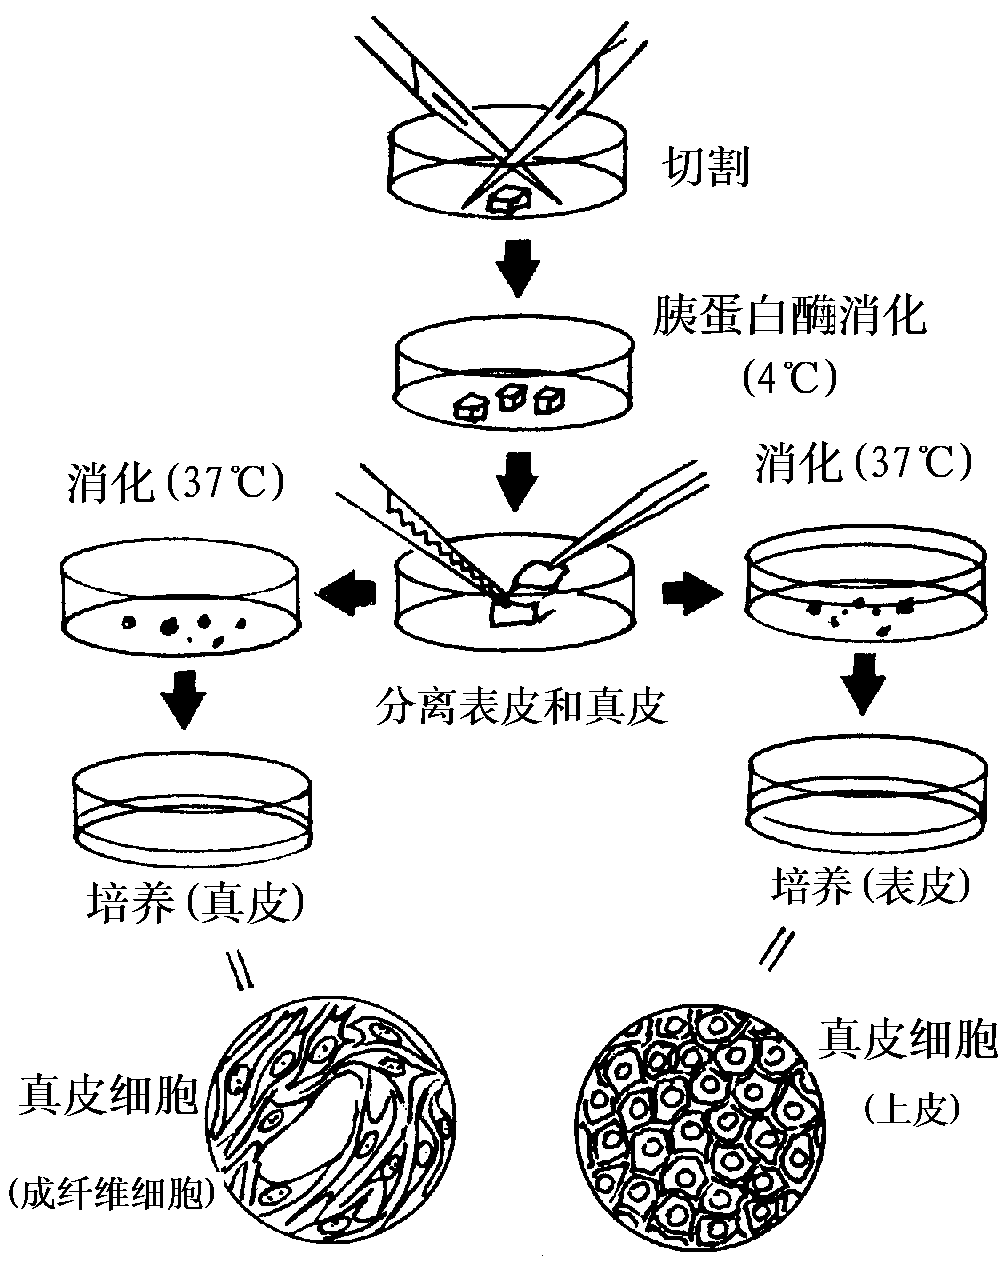 切割
胰蛋白酶消化
(4℃)
消化(37℃)
消化(37℃)
分离表皮和真皮
培养(真皮)
培养(表皮)
真皮细胞
(成纤维细胞)
真皮细胞
(上皮)